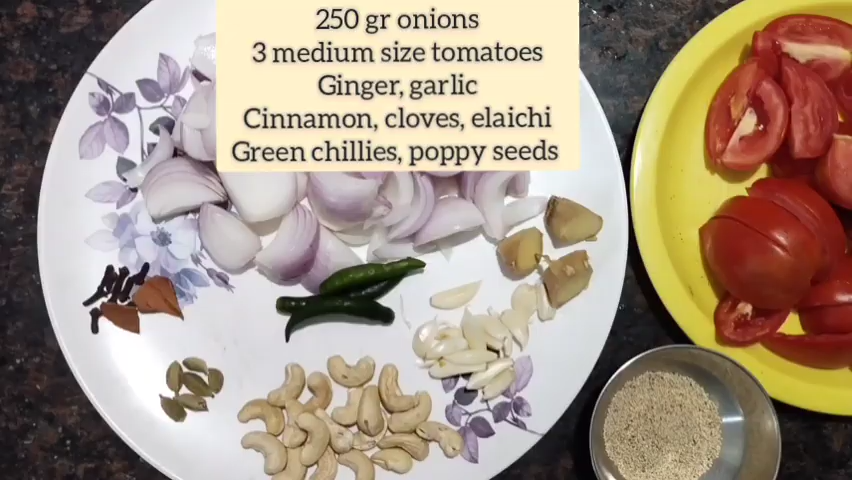 250 gr onions
3 medium size tomatoes
Ginger, garlic
Cinnamon, cloves, elaichi
Green chillies, poppy seeds